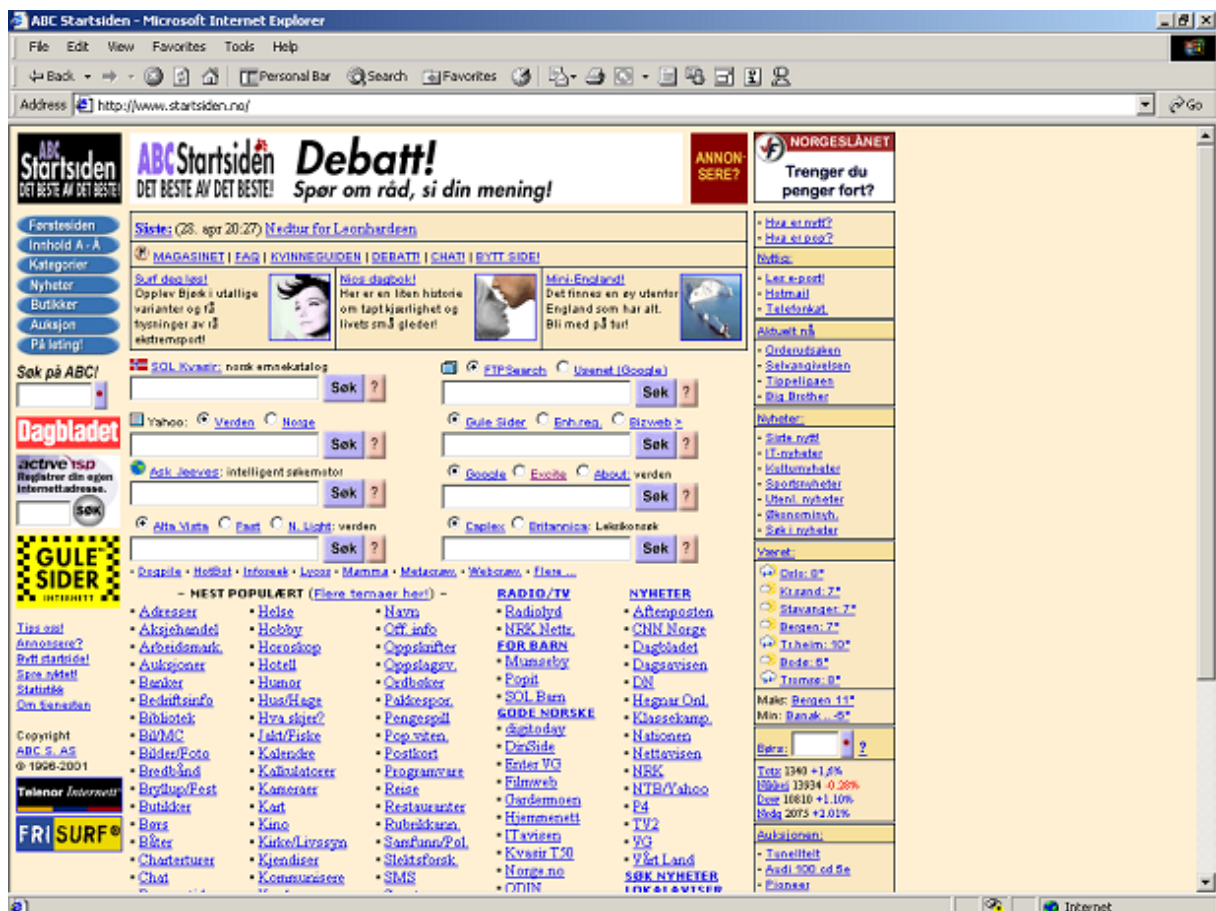 ABC Startsiden - Microsoft Internet Explorer
File Edit View Favorites Tools Help
Back Personal Bar Search Favorites
Address http://www.startsiden.no/ Go
ABC Startsiden DET BESTE AV DET BESTE!
ABC Startsiden DET BESTE AV DET BESTE!
Debatt!
Spør om råd, si din mening!
ANNON-
SERE?
NORGESLÅNET
Trenger du
penger fort?
Førstesiden
Innhold A - Å
Kategorier
Nyheter
Butikker
Auksjon
På leting!
Søk på ABC!
Dagbladet
active isp
Registrer din egen
internettadresse.
SØK
GULE
SIDER
INTERNETT
Tips oss!
Annonsere?
Bytt startside!
Spre ryktet!
Statistikk
Om tjenesten
Copyright
ABC S. AS
© 1996-2001
Telenor Internett
FRI SURF®
Siste: (28. apr 20:27) Nedtur for Leonhardsen
MAGASINET | FAQ | KVINNEGUIDEN | DEBATT! | CHAT! | BYTT SIDE!
Surf deg løs!
Opplev Bjørk i utallige
varianter og få
frysninger av rå
ekstremsport!
Nios dagbok!
Her er en liten historie
om tapt kjærlighet og
livets små gleder!
Mini-England!
Det finnes en øy utenfor
England som har alt.
Bli med på tur!
SOL Kvasir: norsk emnekatalog
Søk ?
FTPSearch Usenet (Google)
Søk ?
Yahoo: Verden Norge
Søk ?
Gule Sider Enh.reg. Bizweb >
Søk ?
Ask Jeeves: intelligent søkemotor
Søk ?
Google Excite About: verden
Søk ?
Alta Vista Fast N. Light: verden
Søk ?
Caplex Britannica: Leksikonsøk
Søk ?
• Dogpile • HotBot • Infoseek • Lycos • Mamma • Metacraw. • Webcraw. • Flere ...
- MEST POPULÆRT (Flere temaer her!) -
• Adresser
• Aksjehandel
• Arbeidsmark.
• Auksjoner
• Banker
• Bedriftsinfo
• Bibliotek
• Bil/MC
• Bilder/Foto
• Bredbånd
• Bryllup/Fest
• Butikker
• Børs
• Båter
• Charterturer
• Chat
• Helse
• Hobby
• Horoskop
• Hotell
• Humor
• Hus/Hage
• Hva skjer?
• Jakt/Fiske
• Kalendre
• Kalkulatorer
• Kameraer
• Kart
• Kino
• Kirke/Livssyn
• Kjendiser
• Kommunisere
• Navn
• Off. info
• Oppskrifter
• Oppslagsv.
• Ordbøker
• Pakkespor.
• Pengespill
• Pop.viten.
• Postkort
• Programvare
• Reise
• Restauranter
• Rubrikkann.
• Samfunn/Pol.
• Slektsforsk.
• SMS
RADIO/TV
• Radiolyd
• NRK Nettr.
FOR BARN
• Mumseby
• Popit
• SOL Barn
GODE NORSKE
• digitoday
• DinSide
• Enter VG
• Filmweb
• Gardermoen
• Hjemmenett
• ITavisen
• Kvasir T50
• Norge.no
• ODIN
NYHETER
• Aftenposten
• CNN Norge
• Dagbladet
• Dagsavisen
• DN
• Hegnar Onl.
• Klassekamp.
• Nationen
• Nettavisen
• NRK
• NTB/Yahoo
• P4
• TV2
• VG
• Vårt Land
SØK NYHETER
LOKALAVISER
- Hva er nytt?
- Hva er pop?
Nyttig:
- Les e-post!
- Hotmail
- Telefonkat.
Aktuelt nå
- Orderudsaken
- Selvangivelsen
- Tippeligaen
- Big Brother
Nyheter:
- Siste nytt!
- IT-nyheter
- Kulturnyheter
- Sportsnyheter
- Utenl. nyheter
- Økonominyh.
- Søk i nyheter
Været:
Oslo: 8°
Kr.sand: 7°
Stavanger: 7°
Bergen: 7°
Tr.heim: 10°
Bodø: 6°
Tromsø: 8°
Maks: Bergen 11°
Min: Banak ...
Børs: ?
Totx 1340
Nikkei 13934 -0.28%
Dow 10810 +1.10%
Nsdq 2075 +2.01%
Auksjonen:
- Tunelltelt
- Audi 100 cd 5e
- Pioneer
Internet